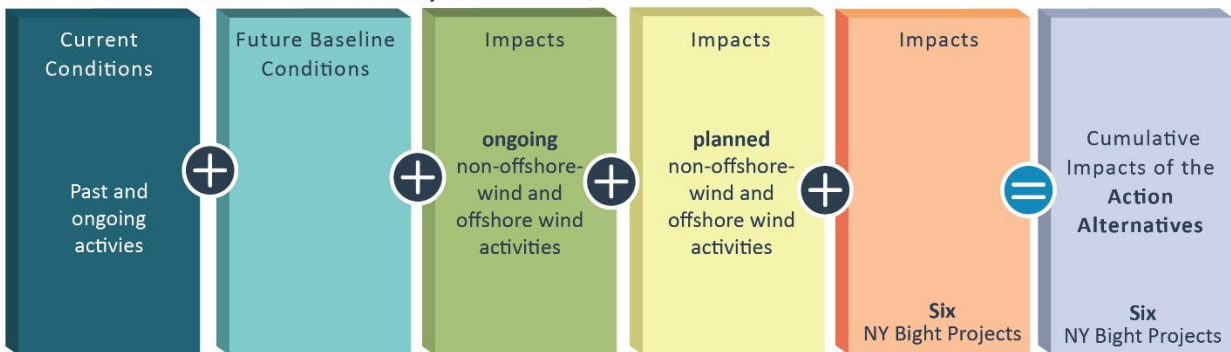 Current
Conditions
Past and
ongoing
activies
+
Future Baseline
Conditions
+
Impacts
ongoing
non-offshore-
wind and
offshore wind
activities
+
Impacts
planned
non-offshore-
wind and
offshore wind
activities
+
Impacts
Six
NY Bight Projects
=
Cumulative
Impacts of the
Action
Alternatives
Six
NY Bight Projects